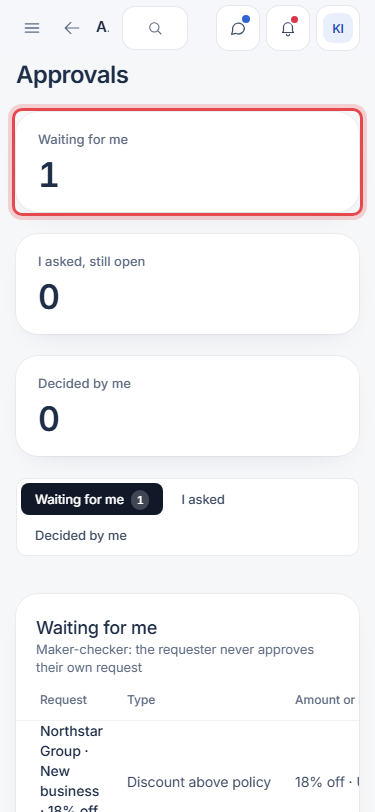 A.
KI
Approvals
Waiting for me
1
I asked, still open
0
Decided by me
0
Waiting for me 1 I asked
Decided by me
Waiting for me
Maker-checker: the requester never approves
their own request
Request Type Amount or
Northstar
Group ·
New
business
· 18% off
Discount above policy 18% off ·